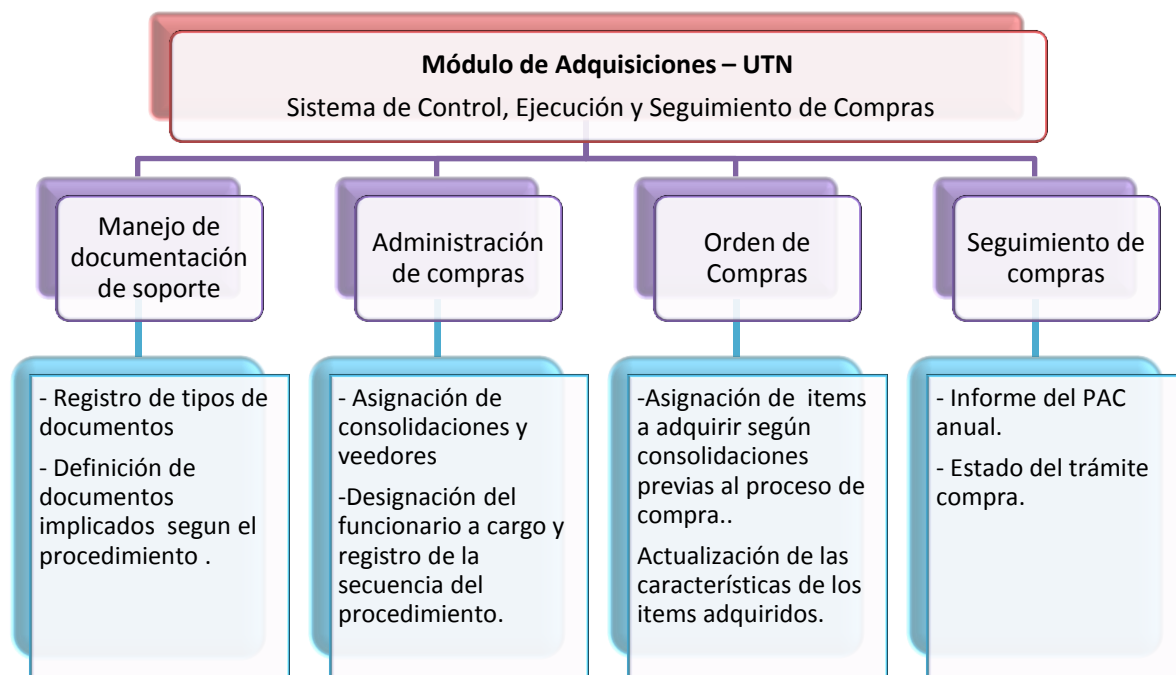 Módulo de Adquisiciones – UTN
Sistema de Control, Ejecución y Seguimiento de Compras
Manejo de
documentación
de soporte
Administración
de compras
Orden de
Compras
Seguimiento de
compras
- Registro de tipos de
documentos
- Definición de
documentos
implicados segun el
procedimiento .
- Asignación de
consolidaciones y
veedores
-Designación del
funcionario a cargo y
registro de la
secuencia del
procedimiento.
-Asignación de items
a adquirir según
consolidaciones
previas al proceso de
compra..
Actualización de las
características de los
items adquiridos.
- Informe del PAC
anual.
- Estado del trámite
compra.